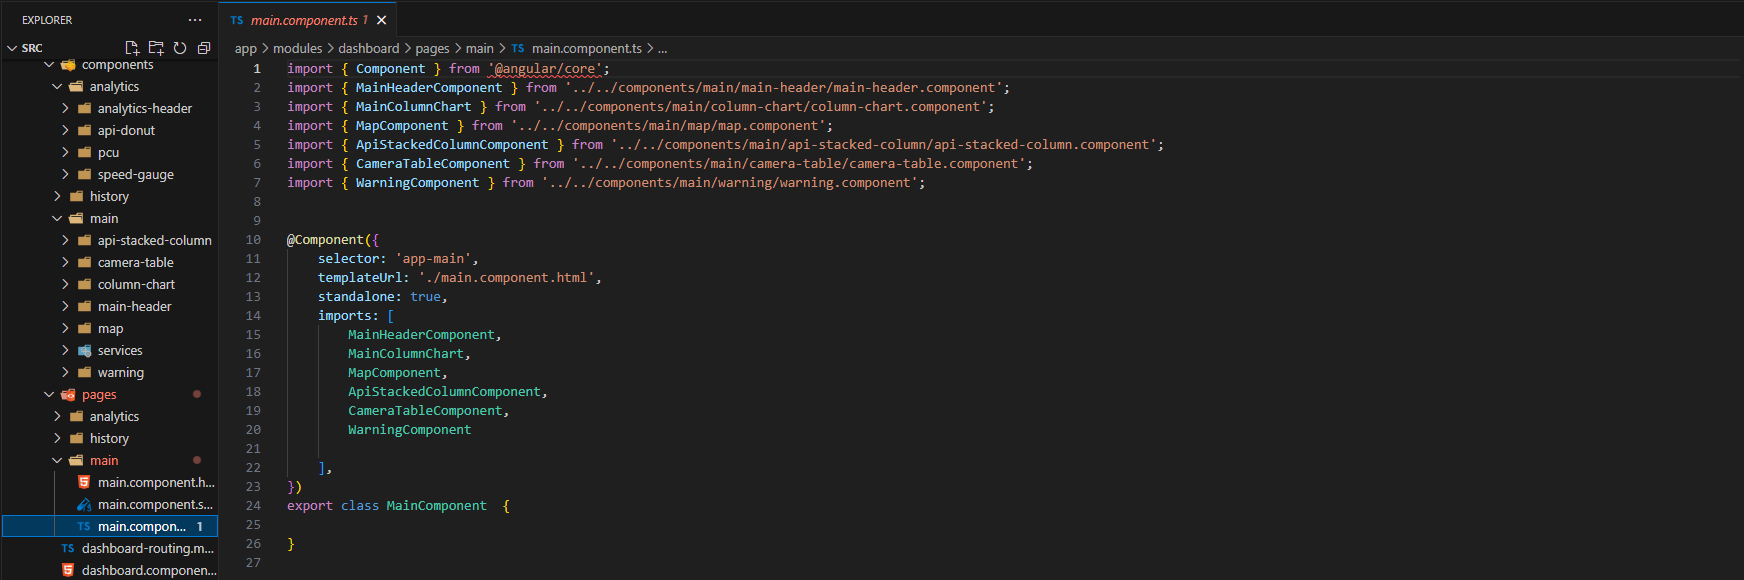 EXPLORER
SRC
components
analytics
analytics-header
api-donut
pcu
speed-gauge
history
main
api-stacked-column
camera-table
column-chart
main-header
map
services
warning
pages
analytics
history
main
main.component.h...
main.component.s...
TS main.compon... 1
TS dashboard-routing.m...
dashboard.componen...
TS main.component.ts 1
app > modules > dashboard > pages > main > TS main.component.ts > ...
1 import { Component } from '@angular/core';
2 import { MainHeaderComponent } from '../../components/main/main-header/main-header.component';
3 import { MainColumnChart } from '../../components/main/column-chart/column-chart.component';
4 import { MapComponent } from '../../components/main/map/map.component';
5 import { ApiStackedColumnComponent } from '../../components/main/api-stacked-column/api-stacked-column.component';
6 import { CameraTableComponent } from '../../components/main/camera-table/camera-table.component';
7 import { WarningComponent } from '../../components/main/warning/warning.component';
8
9
10 @Component({
11     selector: 'app-main',
12     templateUrl: './main.component.html',
13     standalone: true,
14     imports: [
15         MainHeaderComponent,
16         MainColumnChart,
17         MapComponent,
18         ApiStackedColumnComponent,
19         CameraTableComponent,
20         WarningComponent
21
22     ],
23 })
24 export class MainComponent  {
25
26 }
27